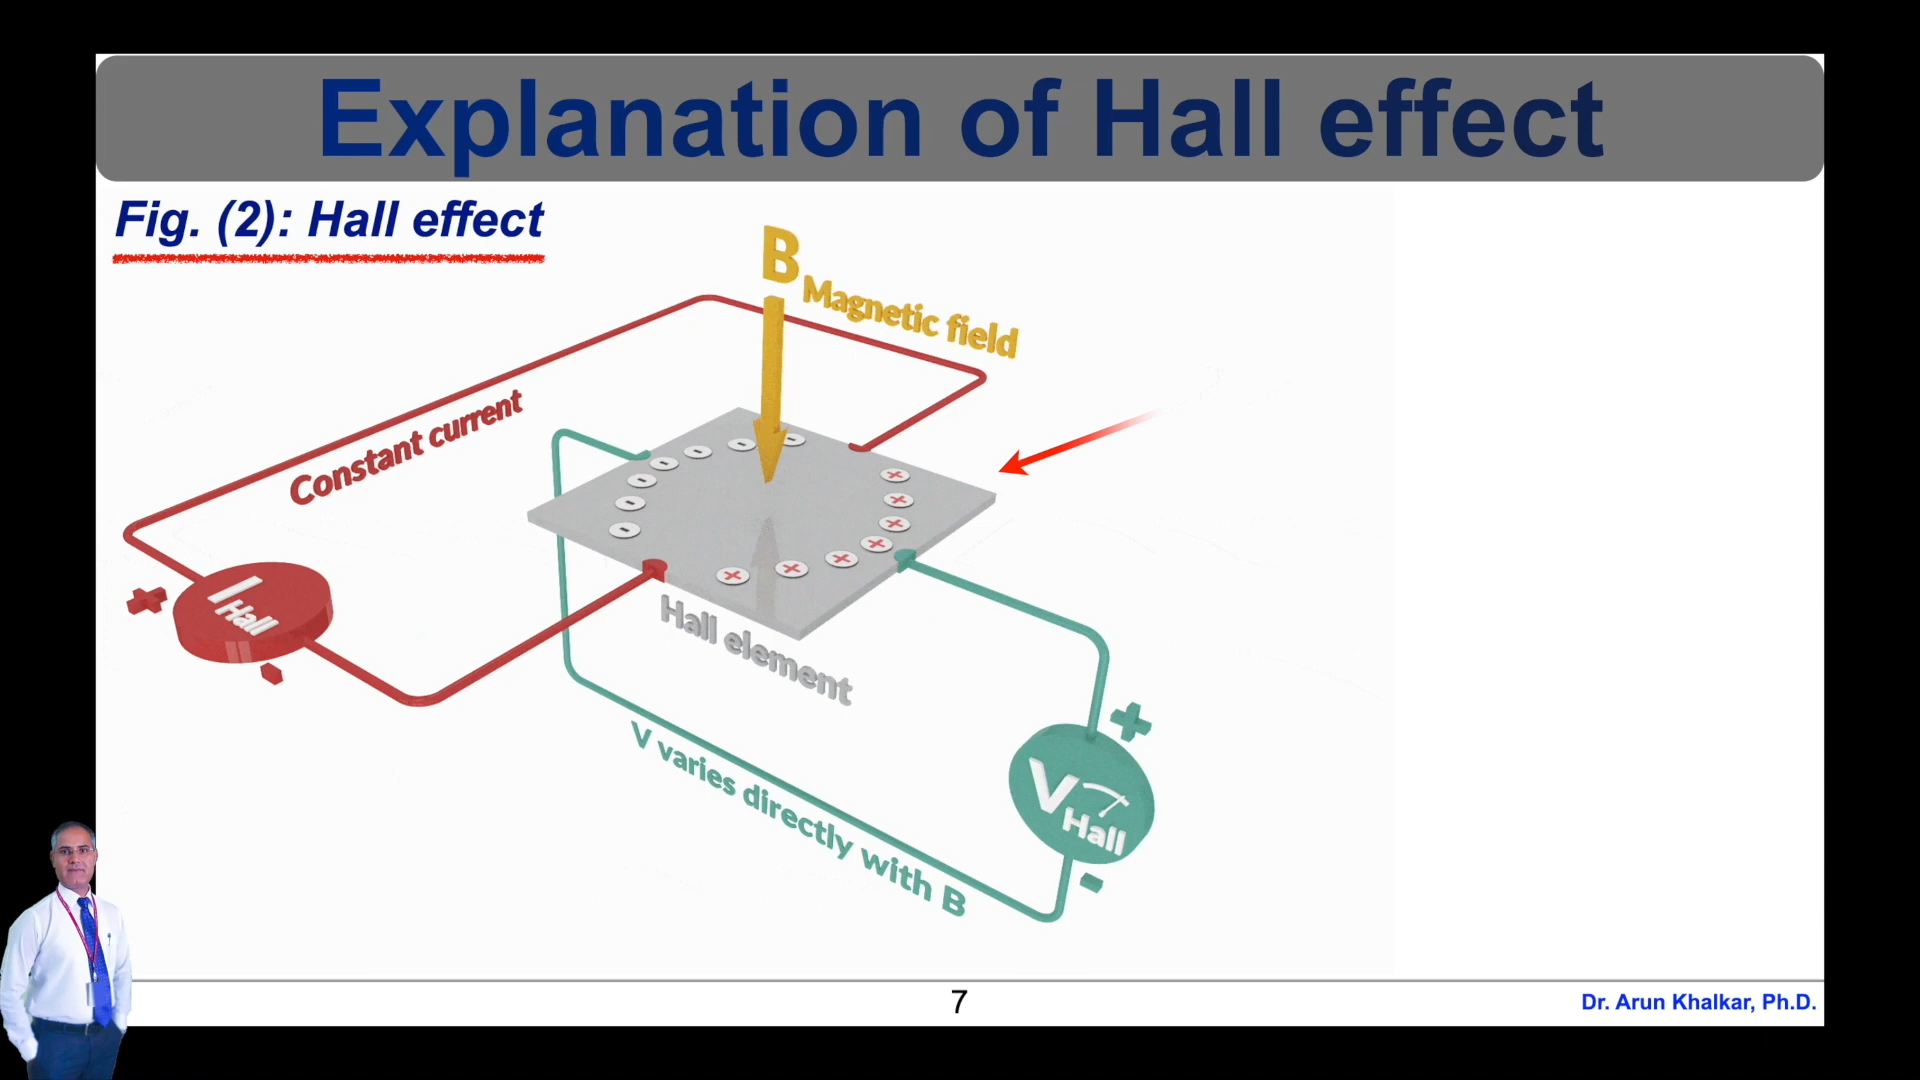 Explanation of Hall effect
Fig. (2): Hall effect
B
Magnetic field
Constant current
I Hall
Hall element
V varies directly with B
V Hall
7
Dr. Arun Khalkar, Ph.D.